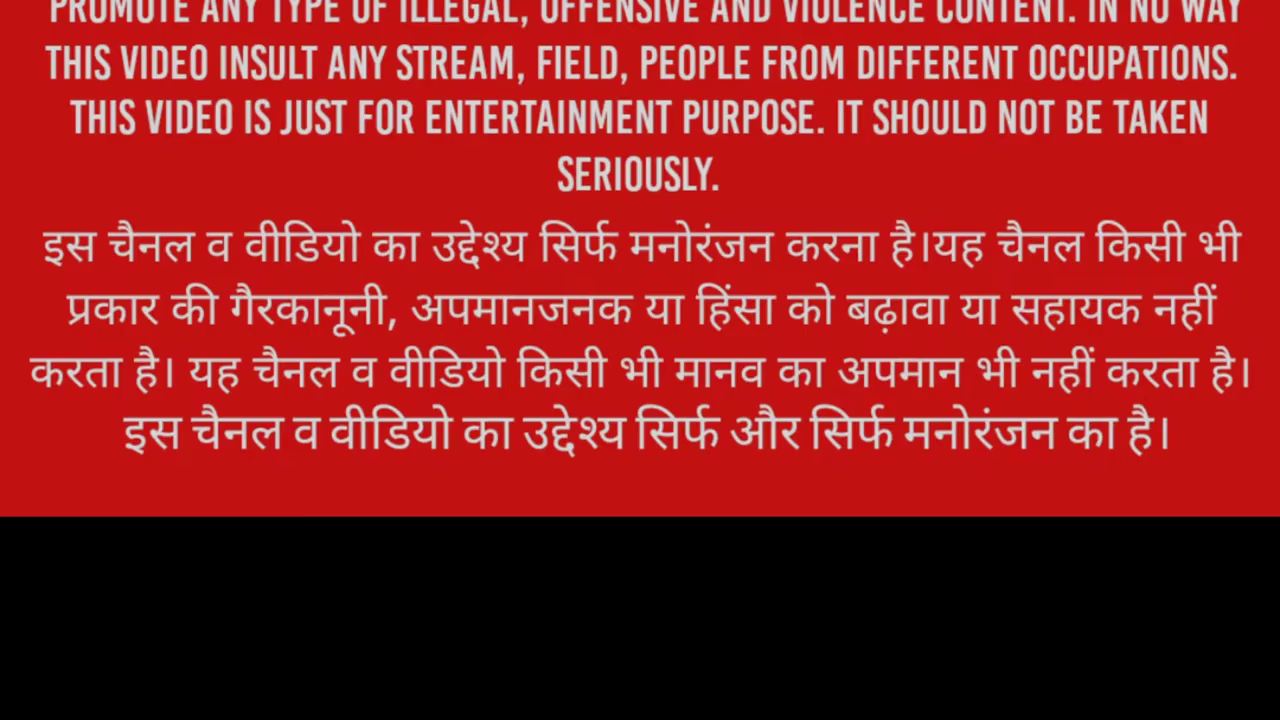 PROMOTE ANY TYPE OF ILLEGAL, OFFENSIVE AND VIOLENCE CONTENT. IN NO WAY
THIS VIDEO INSULT ANY STREAM, FIELD, PEOPLE FROM DIFFERENT OCCUPATIONS.
THIS VIDEO IS JUST FOR ENTERTAINMENT PURPOSE. IT SHOULD NOT BE TAKEN
SERIOUSLY.
इस चैनल व वीडियो का उद्देश्य सिर्फ मनोरंजन करना है।यह चैनल किसी भी
प्रकार की गैरकानूनी, अपमानजनक या हिंसा को बढ़ावा या सहायक नहीं
करता है। यह चैनल व वीडियो किसी भी मानव का अपमान भी नहीं करता है।
इस चैनल व वीडियो का उद्देश्य सिर्फ और सिर्फ मनोरंजन का है।